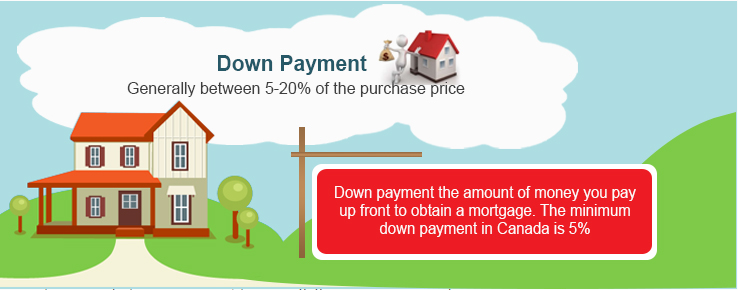 Down Payment
Generally between 5-20% of the purchase price
Down payment the amount of money you pay
up front to obtain a mortgage. The minimum
down payment in Canada is 5%